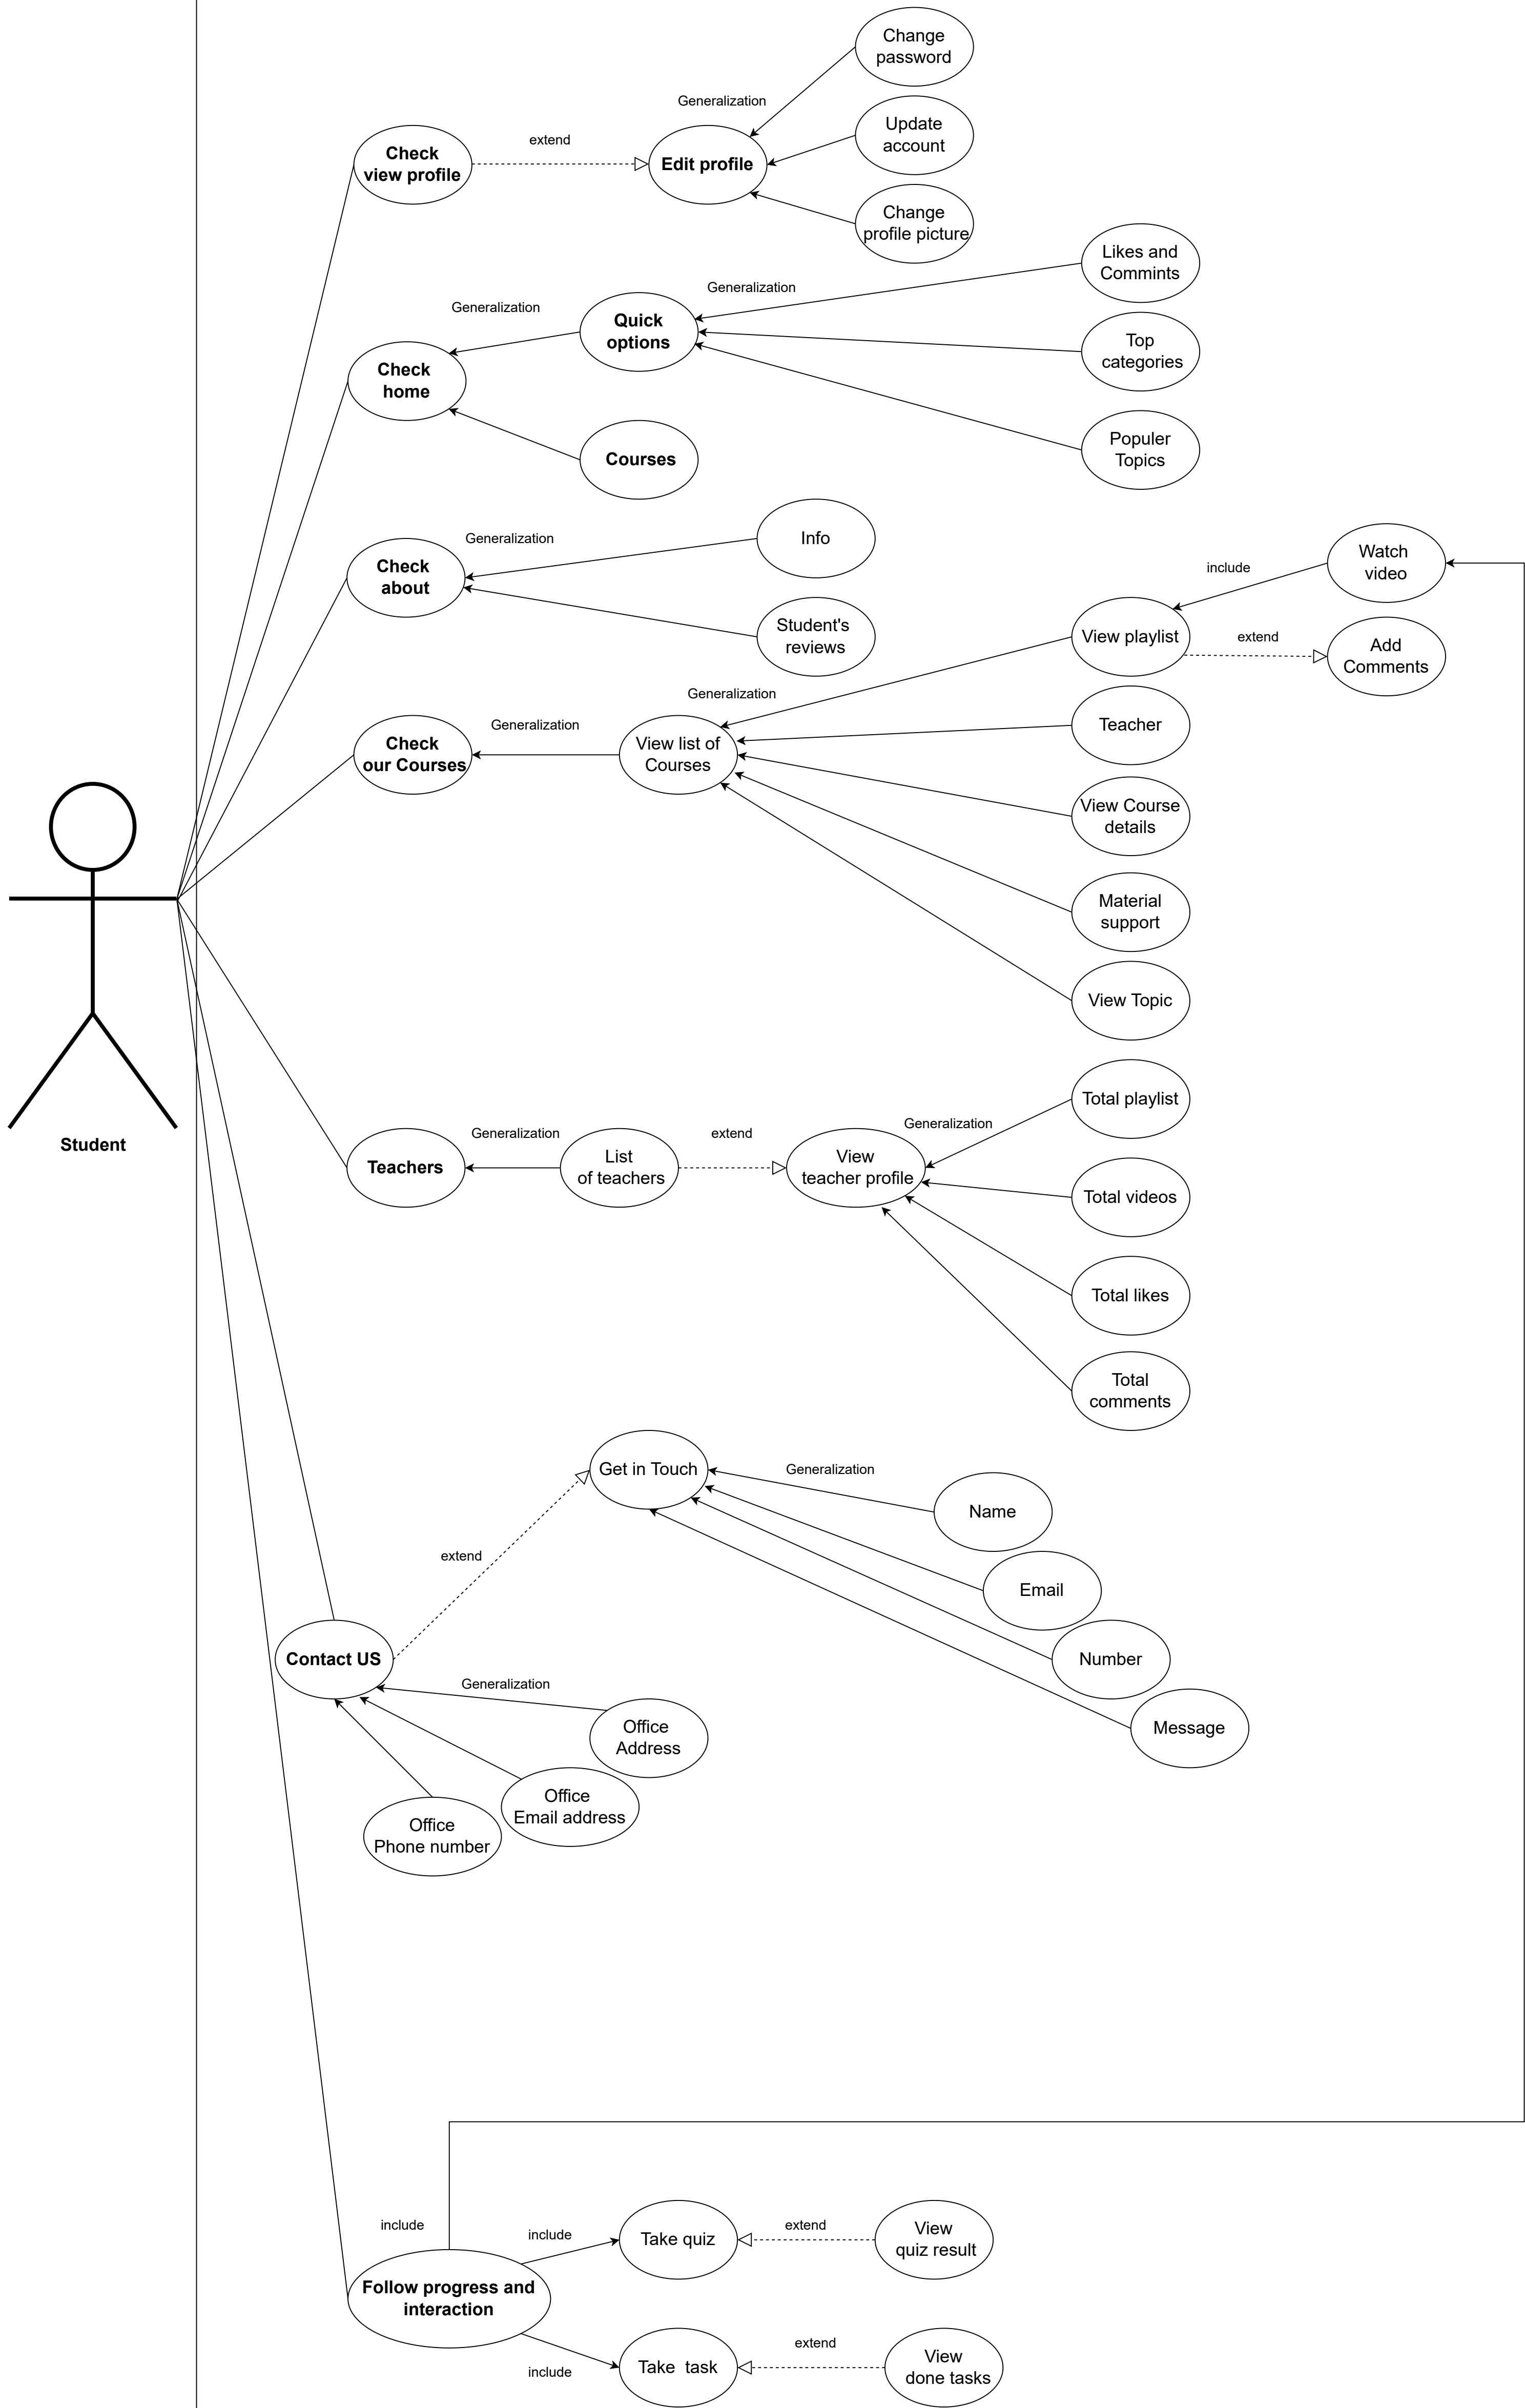 Change
password
Generalization
Update
account
extend
Check
view profile
Edit profile
Change
profile picture
Likes and
Commints
Generalization
Generalization
Quick
options
Top
categories
Check
home
Populer
Topics
Courses
Generalization
Info
Check
about
Watch
video
include
Student's
reviews
View playlist
extend
Add
Comments
Generalization
Generalization
Teacher
Check
our Courses
View list of
Courses
View Course
details
Material
support
View Topic
Total playlist
Generalization
Generalization
extend
Student
Teachers
List
of teachers
View
teacher profile
Total videos
Total likes
Total
comments
Get in Touch
Generalization
Name
extend
Email
Contact US
Number
Generalization
Office
Address
Message
Office
Email address
Office
Phone number
include
include
Take quiz
extend
View
quiz result
Follow progress and
interaction
include
Take  task
extend
View
done tasks